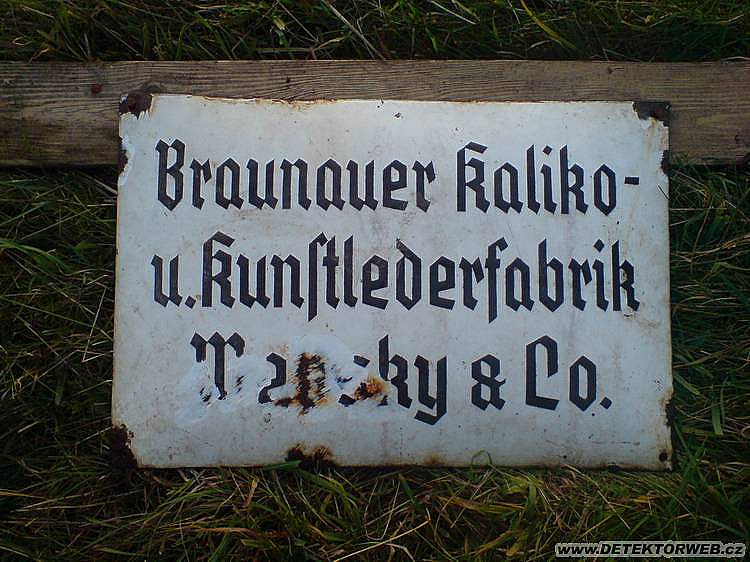 Braunauer Kaliko-
u. Kunſtlederfabrik
& Co.
www.DETEKTORWEB.cz